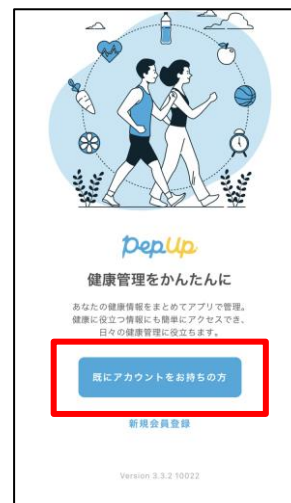 PepUp
健康管理をかんたんに
あなたの健康情報をまとめてアプリで管理。
健康に役立つ情報にも簡単にアクセスでき、
日々の健康管理に役立ちます。
既にアカウントをお持ちの方
新規会員登録
Version 3.3.2 10022